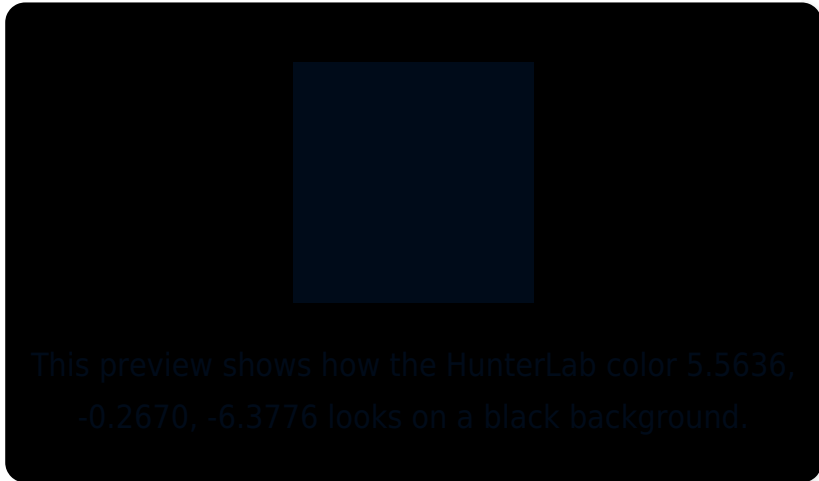 This preview shows how the HunterLab color 5.5636,
-0.2670, -6.3776 looks on a black background.